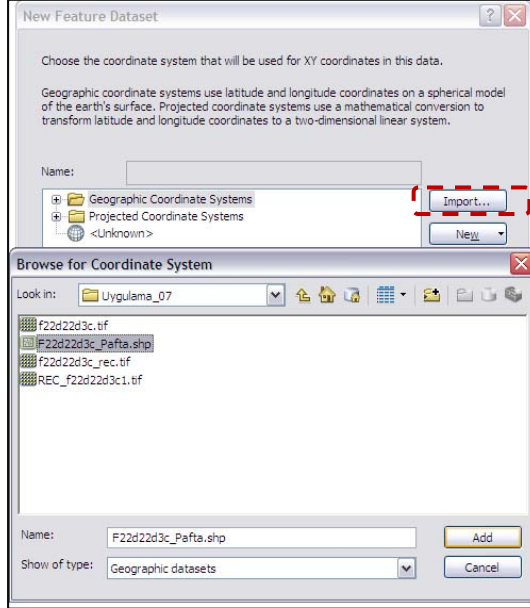 New Feature Dataset
Choose the coordinate system that will be used for XY coordinates in this data.
Geographic coordinate systems use latitude and longitude coordinates on a spherical model
of the earth's surface. Projected coordinate systems use a mathematical conversion to
transform latitude and longitude coordinates to a two-dimensional linear system.
Name:
Geographic Coordinate Systems
Import...
Projected Coordinate Systems
<Unknown>
New
Browse for Coordinate System
Look in: Uygulama_07
f22d22d3c.tif
F22d22d3c_Pafta.shp
f22d22d3c_rec.tif
REC_f22d22d3c1.tif
Name: F22d22d3c_Pafta.shp
Add
Show of type: Geographic datasets
Cancel